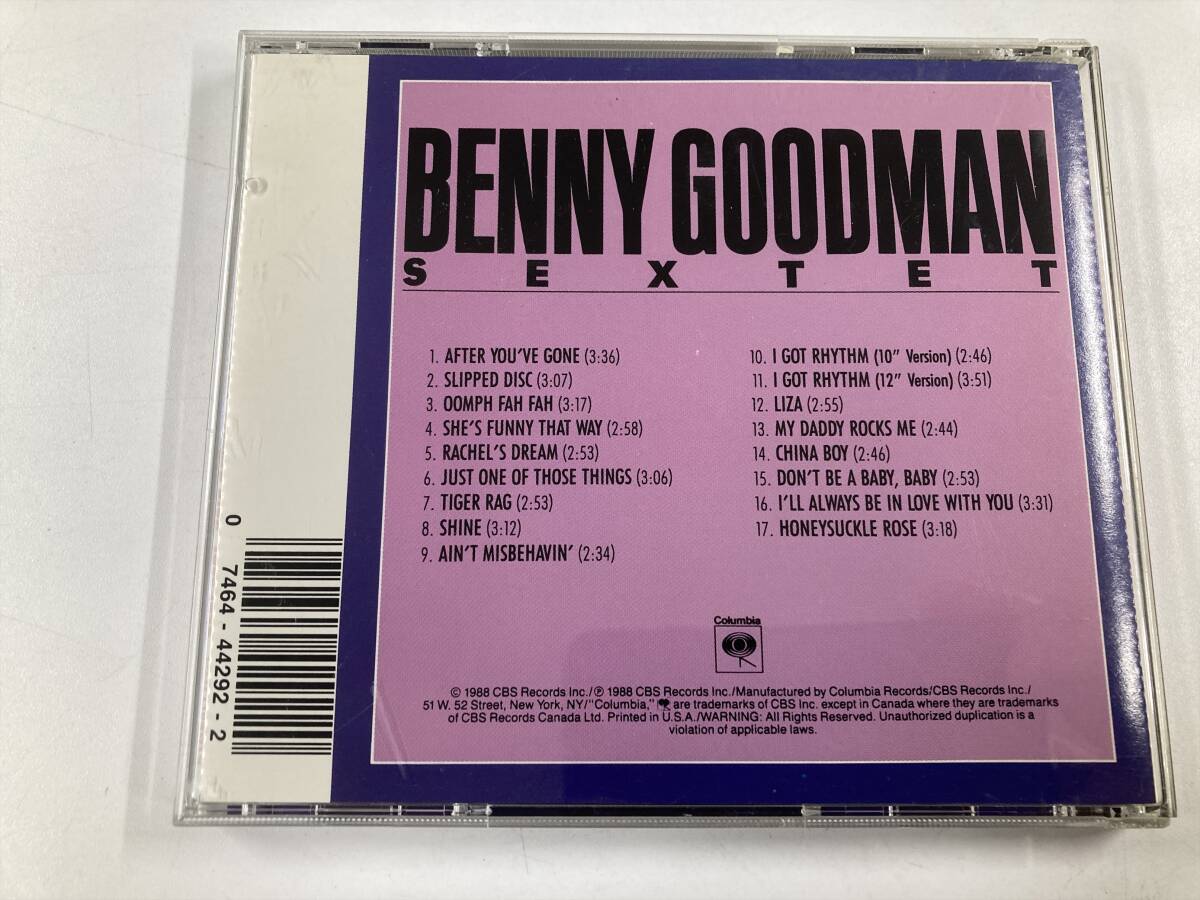 BENNY GOODMAN
SEXTET
1. AFTER YOU'VE GONE (3:36)
2. SLIPPED DISC (3:07)
3. OOMPH FAH FAH (3:17)
4. SHE'S FUNNY THAT WAY (2:58)
5. RACHEL'S DREAM (2:53)
6. JUST ONE OF THOSE THINGS (3:06)
7. TIGER RAG (2:53)
8. SHINE (3:12)
9. AIN'T MISBEHAVIN' (2:34)
10. I GOT RHYTHM (10" Version) (2:46)
11. I GOT RHYTHM (12" Version) (3:51)
12. LIZA (2:55)
13. MY DADDY ROCKS ME (2:44)
14. CHINA BOY (2:46)
15. DON'T BE A BABY, BABY (2:53)
16. I'LL ALWAYS BE IN LOVE WITH YOU (3:31)
17. HONEYSUCKLE ROSE (3:18)
Columbia
© 1988 CBS Records Inc./℗ 1988 CBS Records Inc./Manufactured by Columbia Records/CBS Records Inc./
51 W. 52 Street, New York, NY/"Columbia," are trademarks of CBS Inc. except in Canada where they are trademarks
of CBS Records Canada Ltd. Printed in U.S.A./WARNING: All Rights Reserved. Unauthorized duplication is a
violation of applicable laws.
0 7464-44292-2